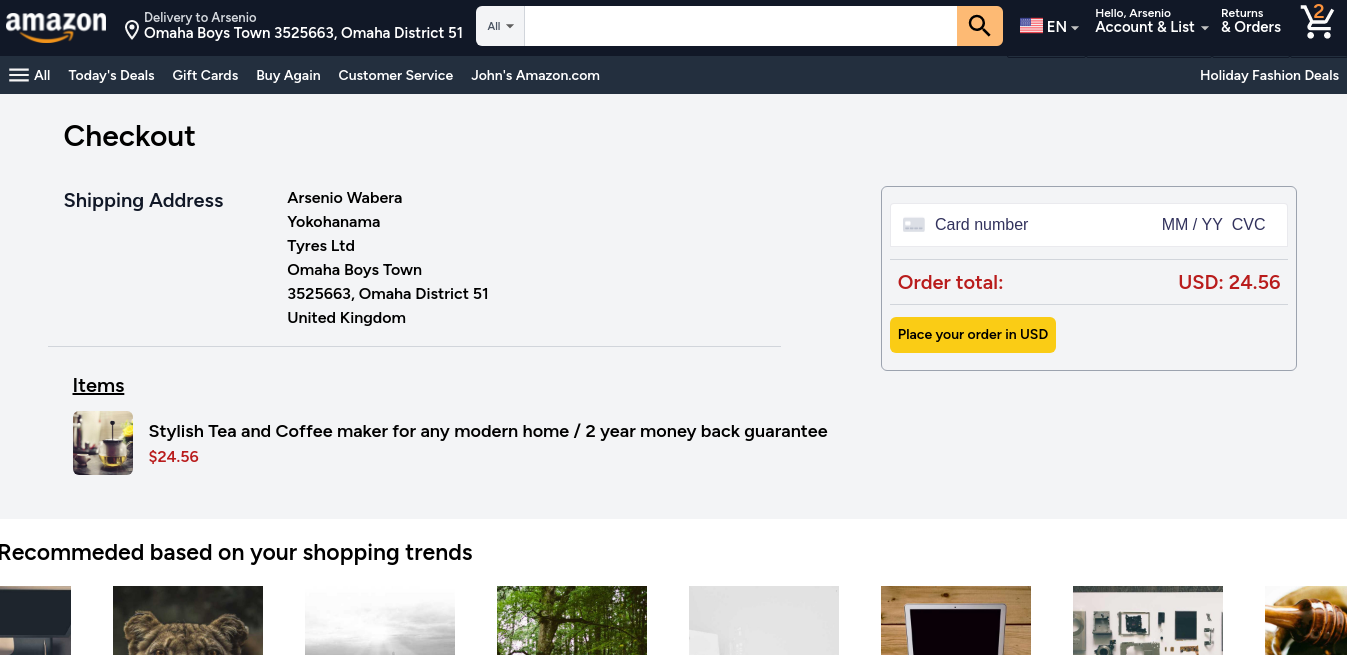 amazon
Delivery to Arsenio
Omaha Boys Town 3525663, Omaha District 51
All
EN
Hello, Arsenio
Account & List
Returns
& Orders
2
All
Today's Deals
Gift Cards
Buy Again
Customer Service
John's Amazon.com
Holiday Fashion Deals
Checkout
Shipping Address
Arsenio Wabera
Yokohanama
Tyres Ltd
Omaha Boys Town
3525663, Omaha District 51
United Kingdom
Card number
MM / YY CVC
Order total:
USD: 24.56
Place your order in USD
Items
Stylish Tea and Coffee maker for any modern home / 2 year money back guarantee
$24.56
Recommeded based on your shopping trends